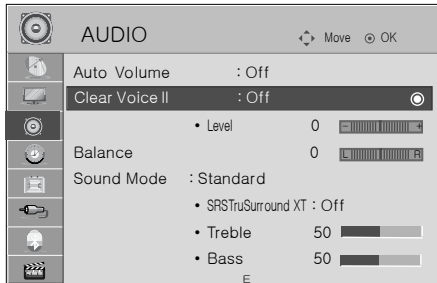 AUDIO Move OK
Auto Volume : Off
Clear Voice II : Off
• Level 0 - +
Balance 0 L R
Sound Mode : Standard
• SRSTruSurround XT : Off
• Treble 50
• Bass 50
E